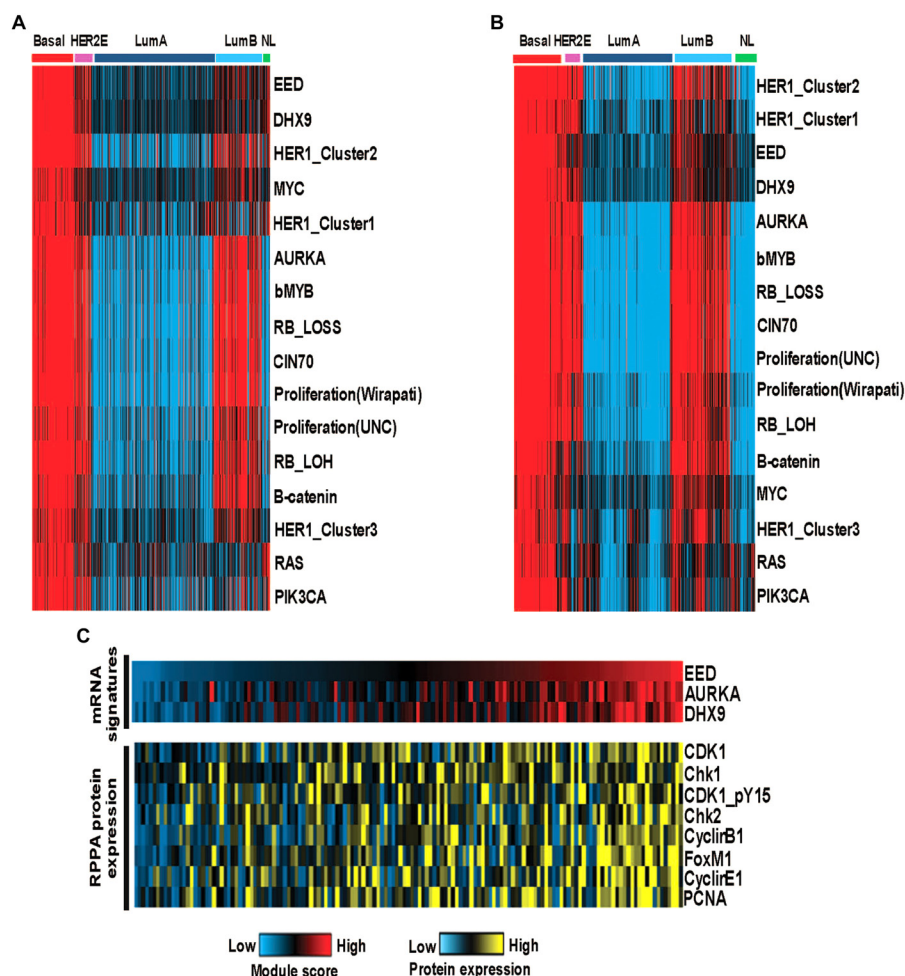 A
Basal HER2E LumA LumB NL
EED
DHX9
HER1_Cluster2
MYC
HER1_Cluster1
AURKA
bMYB
RB_LOSS
CIN70
Proliferation(Wirapati)
Proliferation(UNC)
RB_LOH
B-catenin
HER1_Cluster3
RAS
PIK3CA
B
Basal HER2E LumA LumB NL
HER1_Cluster2
HER1_Cluster1
EED
DHX9
AURKA
bMYB
RB_LOSS
CIN70
Proliferation(UNC)
Proliferation(Wirapati)
RB_LOH
B-catenin
MYC
HER1_Cluster3
RAS
PIK3CA
C
mRNA
signatures
EED
AURKA
DHX9
RPPA protein
expression
CDK1
Chk1
CDK1_pY15
Chk2
CyclirB1
FoxM1
CyclirE1
PCNA
Low High
Module score
Low High
Protein expression